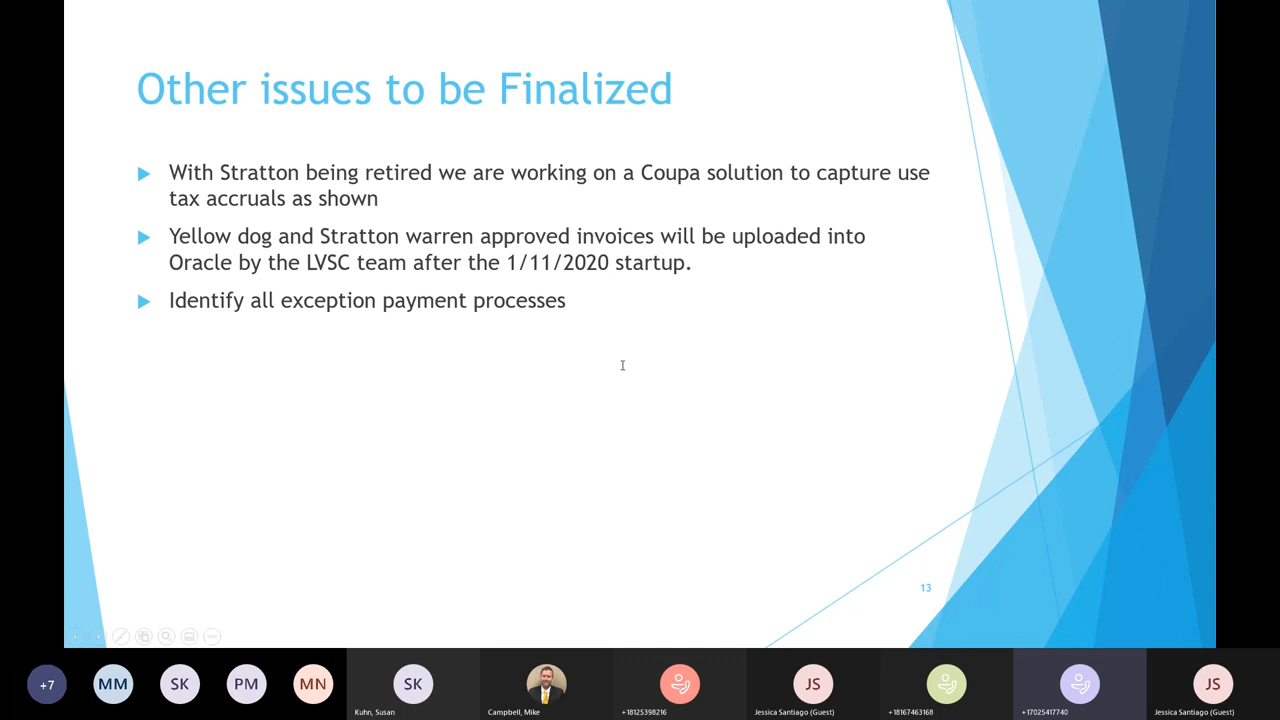 Other issues to be Finalized
With Stratton being retired we are working on a Coupa solution to capture use
tax accruals as shown
Yellow dog and Stratton warren approved invoices will be uploaded into
Oracle by the LVSC team after the 1/11/2020 startup.
Identify all exception payment processes
13
+7
MM
SK
PM
MN
SK
JS
JS
Kuhn, Susan
Campbell, Mike
+18125398216
Jessica Santiago (Guest)
+18167463168
+17025417740
Jessica Santiago (Guest)